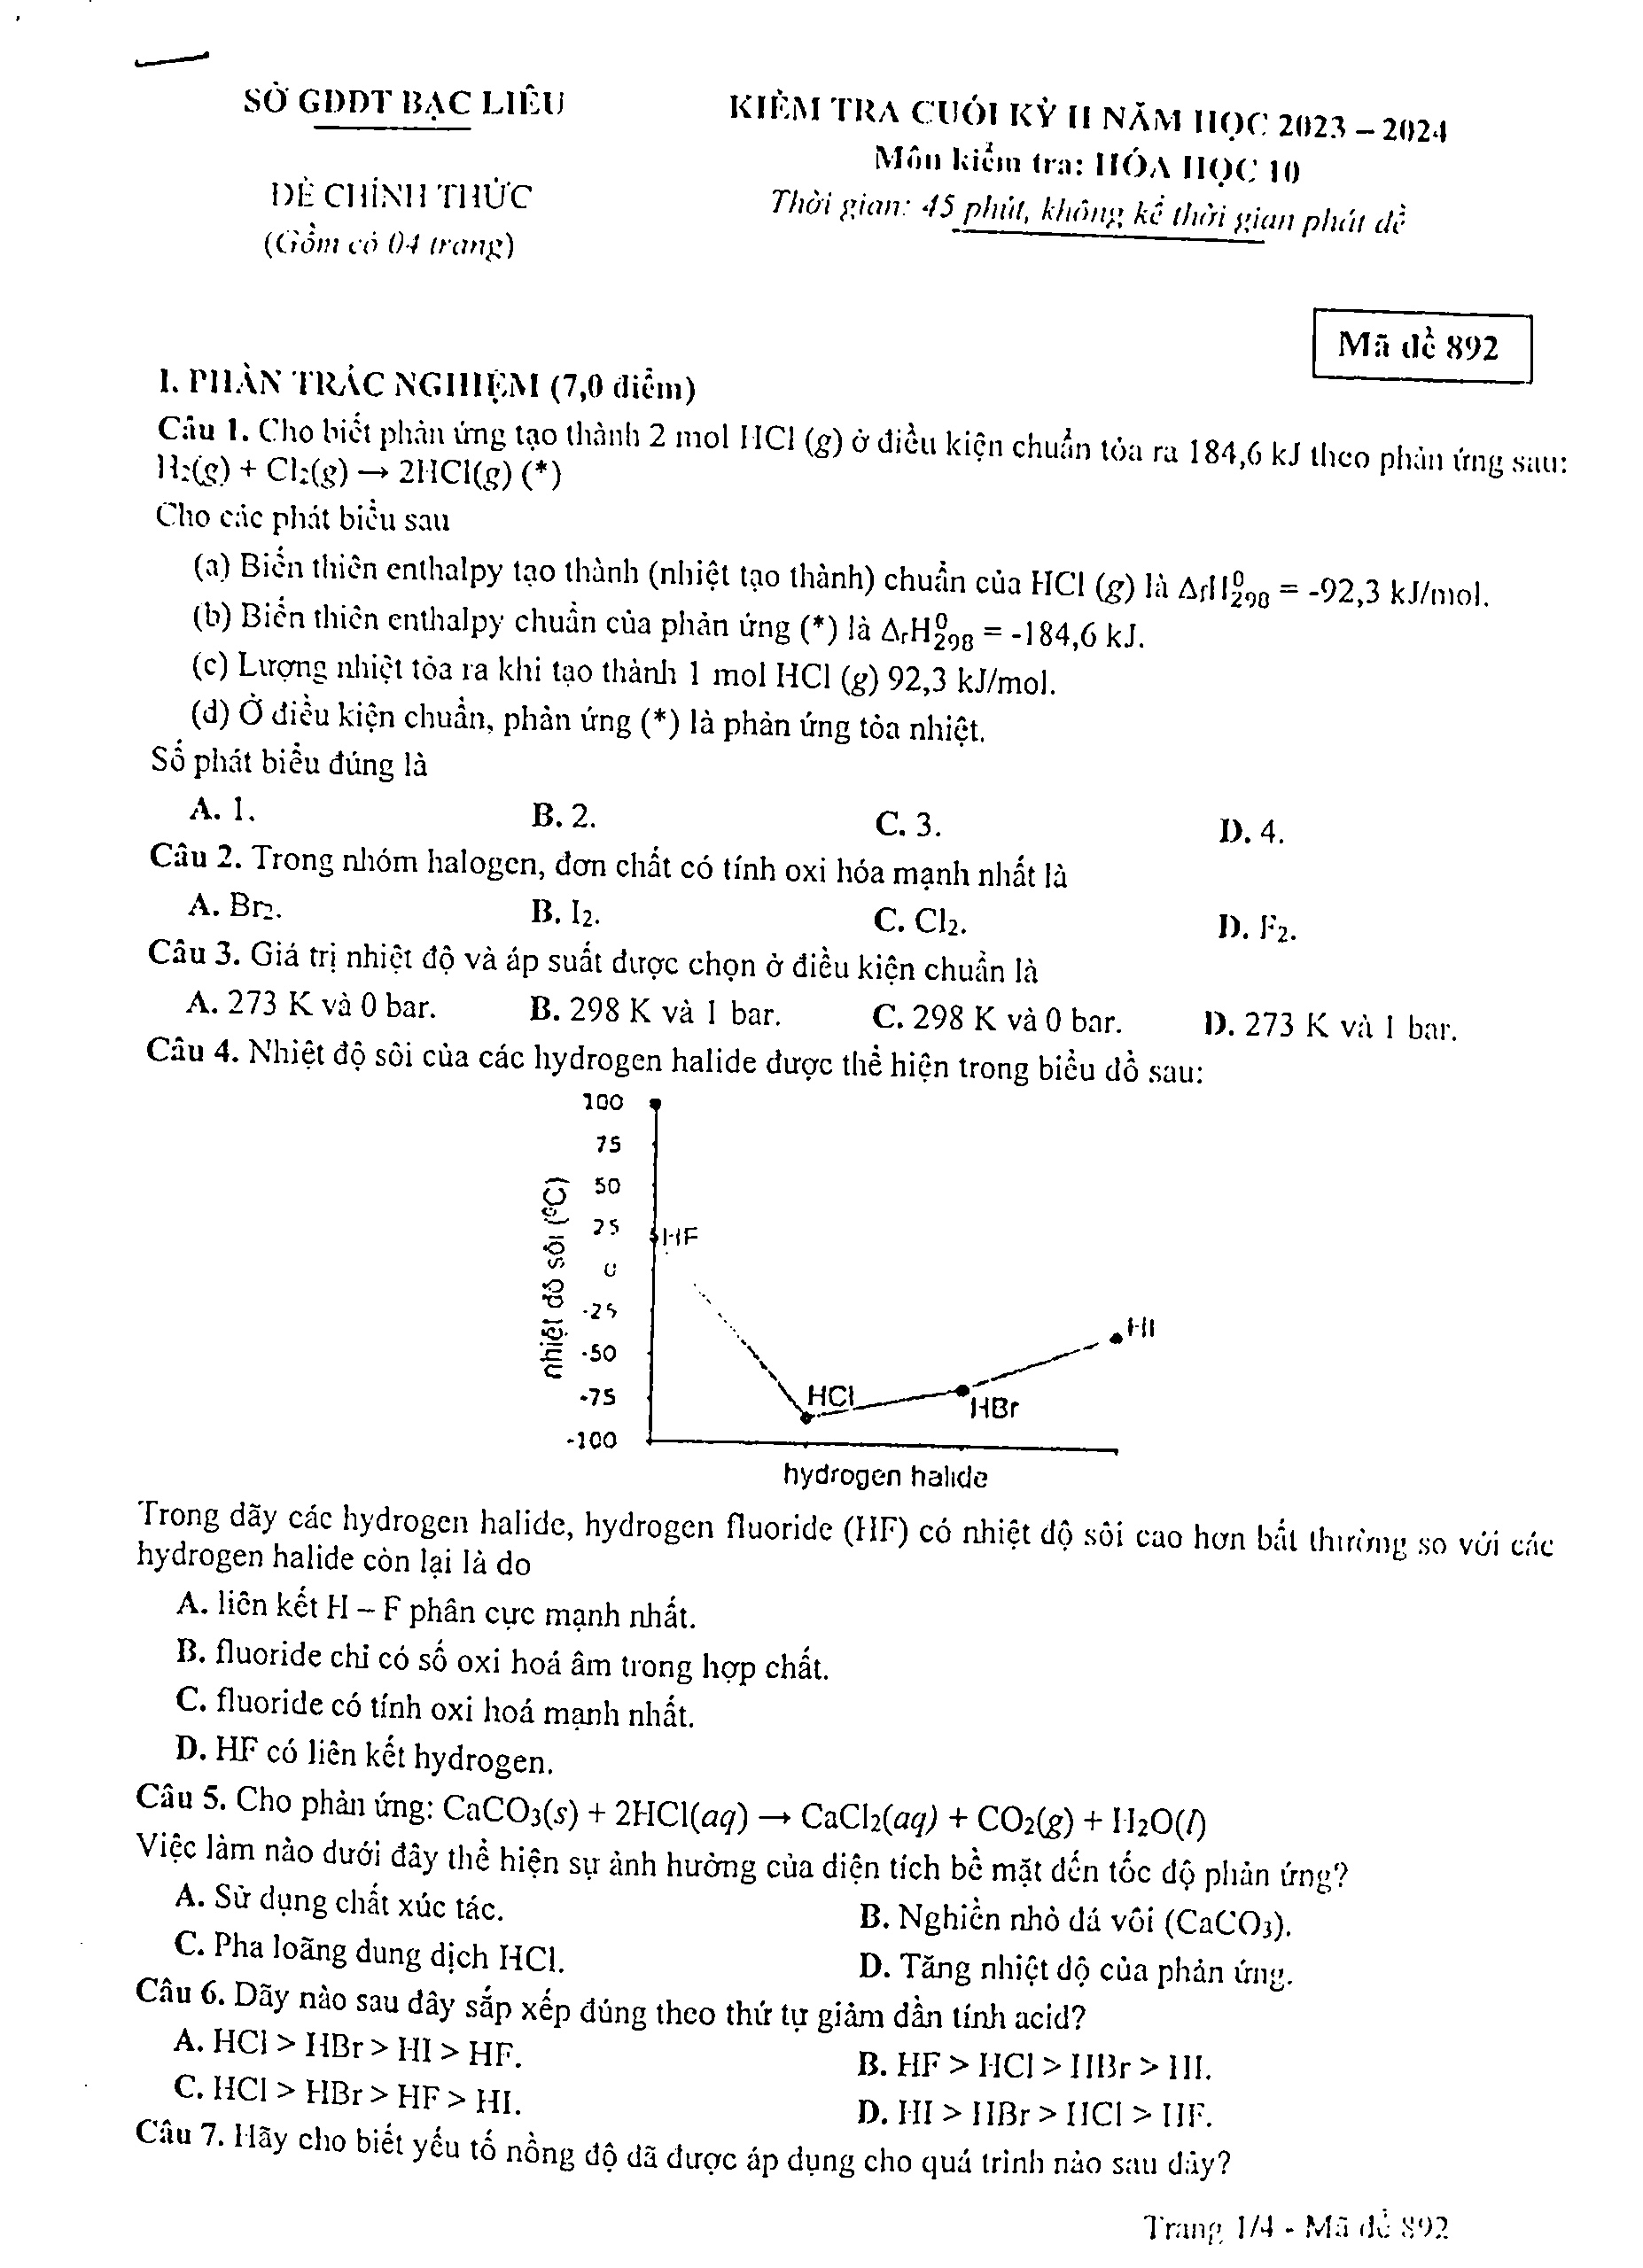 SỞ GDĐT BẠC LIÊU
KIỂM TRA CUỐI KỲ II NĂM HỌC 2023 – 2024
Môn kiểm tra: HÓA HỌC 10
ĐỀ CHÍNH THỨC
Thời gian: 45 phút, không kể thời gian phát đề
(Gồm có 04 trang)
Mã đề 892
I. PHẦN TRẮC NGHIỆM (7,0 điểm)
Câu 1. Cho biết phản ứng tạo thành 2 mol HCl (g) ở điều kiện chuẩn tỏa ra 184,6 kJ theo phản ứng sau:
H₂(g) + Cl₂(g) → 2HCl(g) (*)
Cho các phát biểu sau
(a) Biến thiên enthalpy tạo thành (nhiệt tạo thành) chuẩn của HCl (g) là ΔfH⁰₂₉₈ = -92,3 kJ/mol.
(b) Biến thiên enthalpy chuẩn của phản ứng (*) là ΔrH⁰₂₉₈ = -184,6 kJ.
(c) Lượng nhiệt tỏa ra khi tạo thành 1 mol HCl (g) 92,3 kJ/mol.
(d) Ở điều kiện chuẩn, phản ứng (*) là phản ứng tỏa nhiệt.
Số phát biểu đúng là
A. 1. B. 2. C. 3. D. 4.
Câu 2. Trong nhóm halogen, đơn chất có tính oxi hóa mạnh nhất là
A. Br₂. B. I₂. C. Cl₂. D. F₂.
Câu 3. Giá trị nhiệt độ và áp suất được chọn ở điều kiện chuẩn là
A. 273 K và 0 bar. B. 298 K và 1 bar. C. 298 K và 0 bar. D. 273 K và 1 bar.
Câu 4. Nhiệt độ sôi của các hydrogen halide được thể hiện trong biểu đồ sau:
100
75
50
25
0
-25
-50
-75
-100
nhiệt độ sôi (⁰C)
HF
HCl
HBr
HI
hydrogen halide
Trong dãy các hydrogen halide, hydrogen fluoride (HF) có nhiệt độ sôi cao hơn bất thường so với các
hydrogen halide còn lại là do
A. liên kết H – F phân cực mạnh nhất.
B. fluoride chỉ có số oxi hoá âm trong hợp chất.
C. fluoride có tính oxi hoá mạnh nhất.
D. HF có liên kết hydrogen.
Câu 5. Cho phản ứng: CaCO₃(s) + 2HCl(aq) → CaCl₂(aq) + CO₂(g) + H₂O(l)
Việc làm nào dưới đây thể hiện sự ảnh hưởng của diện tích bề mặt đến tốc độ phản ứng?
A. Sử dụng chất xúc tác. B. Nghiền nhỏ đá vôi (CaCO₃).
C. Pha loãng dung dịch HCl. D. Tăng nhiệt độ của phản ứng.
Câu 6. Dãy nào sau đây sắp xếp đúng theo thứ tự giảm dần tính acid?
A. HCl > HBr > HI > HF. B. HF > HCl > HBr > HI.
C. HCl > HBr > HF > HI. D. HI > HBr > HCl > HF.
Câu 7. Hãy cho biết yếu tố nồng độ đã được áp dụng cho quá trình nào sau đây?
Trang 1/4 - Mã đề 892